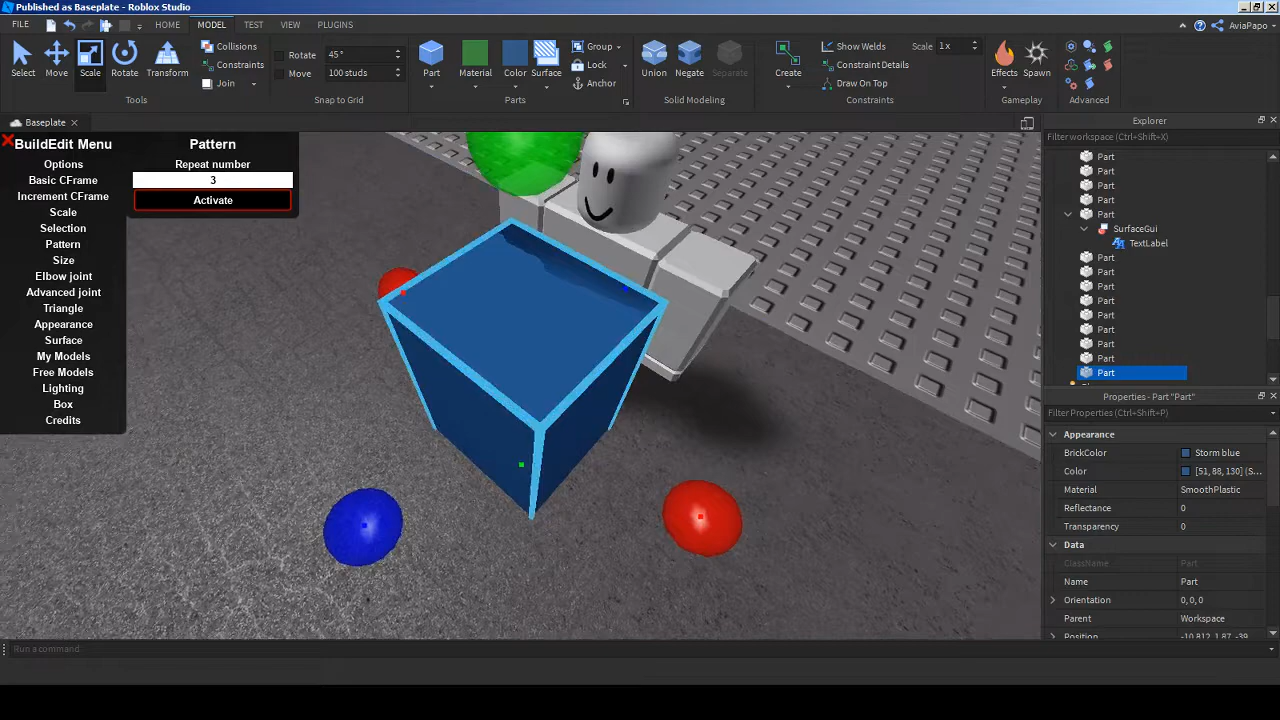 Published as Baseplate - Roblox Studio
FILE HOME MODEL TEST VIEW PLUGINS AviaPapo
Select Move Scale Rotate Transform
Collisions
Constraints
Join
Tools
Rotate 45°
Move 100 studs
Snap to Grid
Part Material Color Surface
Group
Lock
Anchor
Parts
Union Negate Separate
Solid Modeling
Create
Show Welds Scale 1x
Constraint Details
Draw On Top
Constraints
Effects Spawn
Gameplay
Advanced
Baseplate
BuildEdit Menu
Options
Basic CFrame
Increment CFrame
Scale
Selection
Pattern
Size
Elbow joint
Advanced joint
Triangle
Appearance
Surface
My Models
Free Models
Lighting
Box
Credits
Pattern
Repeat number
3
Activate
Explorer
Filter workspace (Ctrl+Shift+X)
Part
Part
Part
Part
Part
SurfaceGui
TextLabel
Part
Part
Part
Part
Part
Part
Part
Part
Part
Properties - Part "Part"
Filter Properties (Ctrl+Shift+P)
Appearance
BrickColor Storm blue
Color [51, 88, 130] (S...
Material SmoothPlastic
Reflectance 0
Transparency 0
Data
ClassName Part
Name Part
Orientation 0, 0, 0
Parent Workspace
Position -10.812, 1.87, -39
Run a command